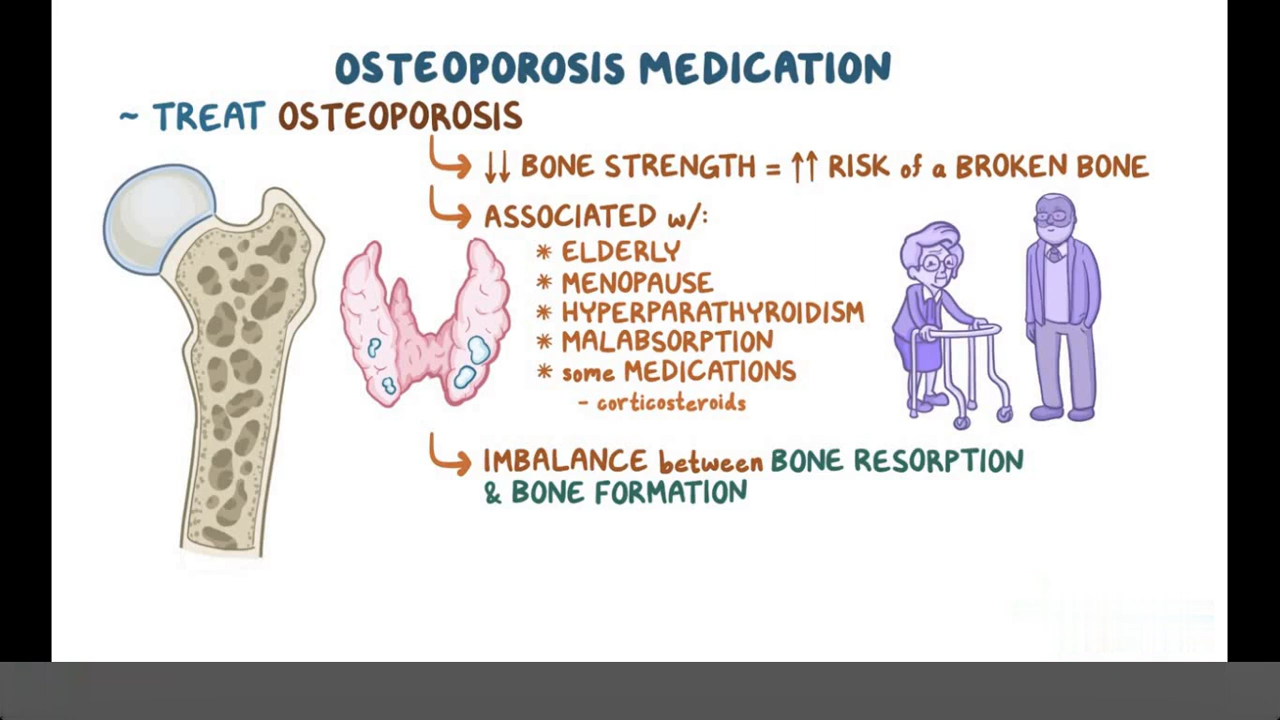 OSTEOPOROSIS MEDICATION
~ TREAT OSTEOPOROSIS
↓↓ BONE STRENGTH = ↑↑ RISK of a BROKEN BONE
ASSOCIATED w/:
* ELDERLY
* MENOPAUSE
* HYPERPARATHYROIDISM
* MALABSORPTION
* some MEDICATIONS
- corticosteroids
IMBALANCE between BONE RESORPTION
& BONE FORMATION